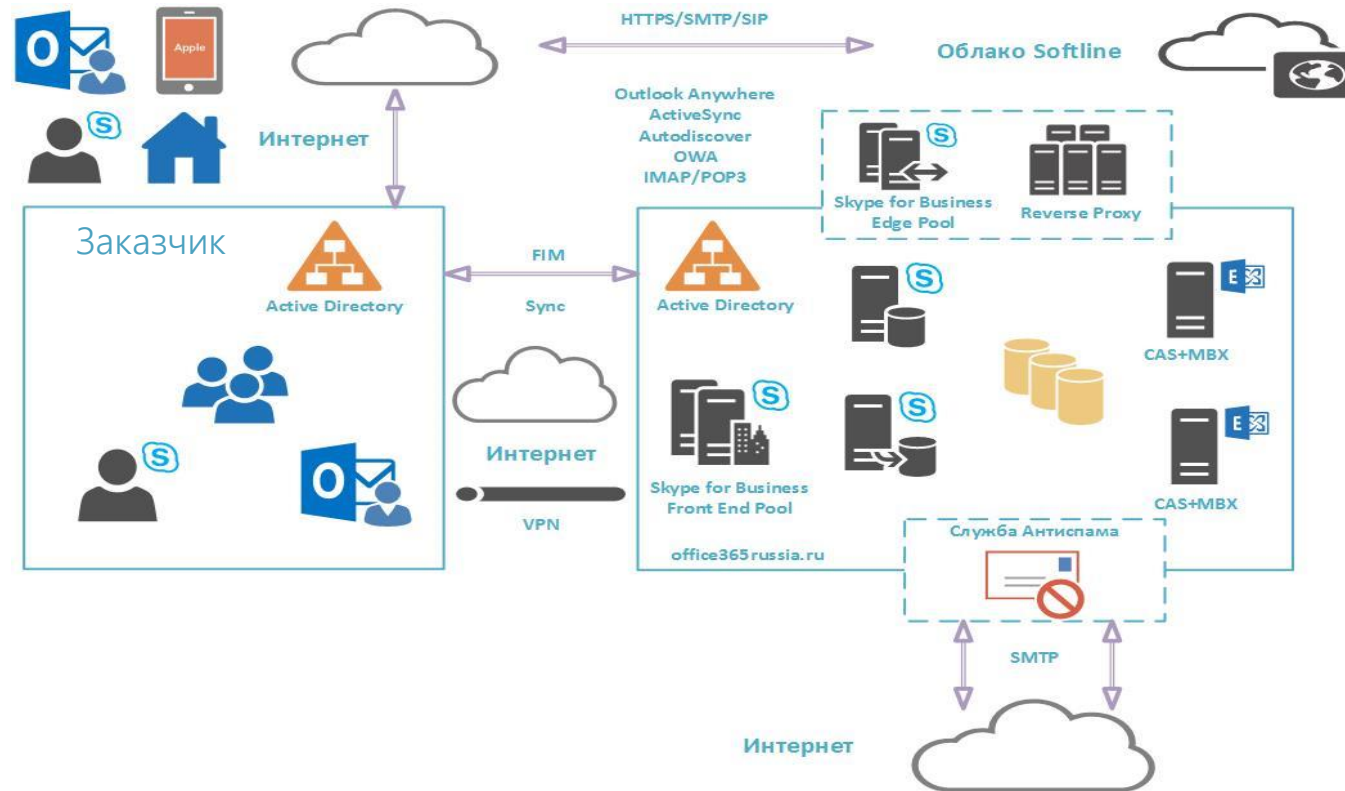 HTTPS/SMTP/SIP
Apple
Облако Softline
Outlook Anywhere
ActiveSync
Autodiscover
OWA
IMAP/POP3
Интернет
Skype for Business
Edge Pool
Reverse Proxy
Заказчик
Active Directory
FIM
Sync
Active Directory
CAS+MBX
Интернет
VPN
Skype for Business
Front End Pool
CAS+MBX
office365russia.ru
Служба Антиспама
SMTP
Интернет